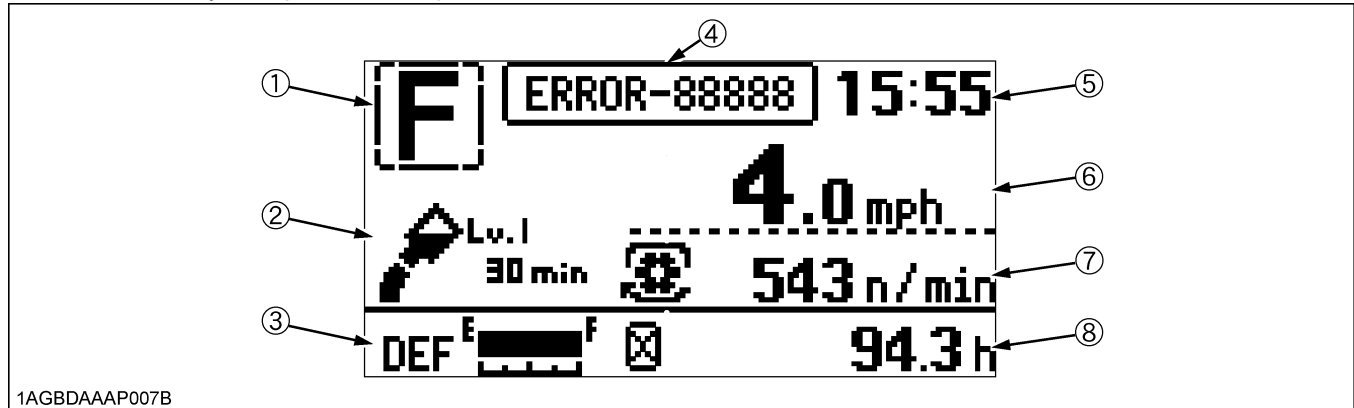 ④
① F ERROR-88888 15:55 ⑤
4.0 mph ⑥
② Lv.1
30 min 543 n/min ⑦
③ DEF E F 94.3 h ⑧
1AGBDAAAP007B